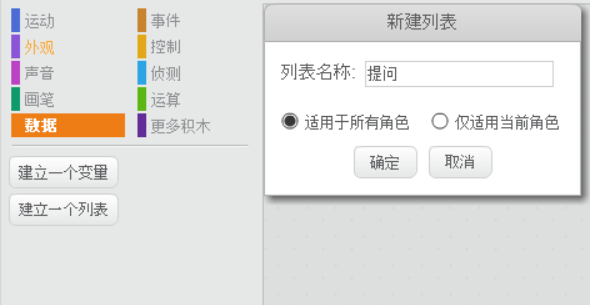 运动
事件
外观
控制
声音
侦测
画笔
运算
数据
更多积木
建立一个变量
建立一个列表
新建列表
列表名称: 提问
适用于所有角色 仅适用当前角色
确定 取消